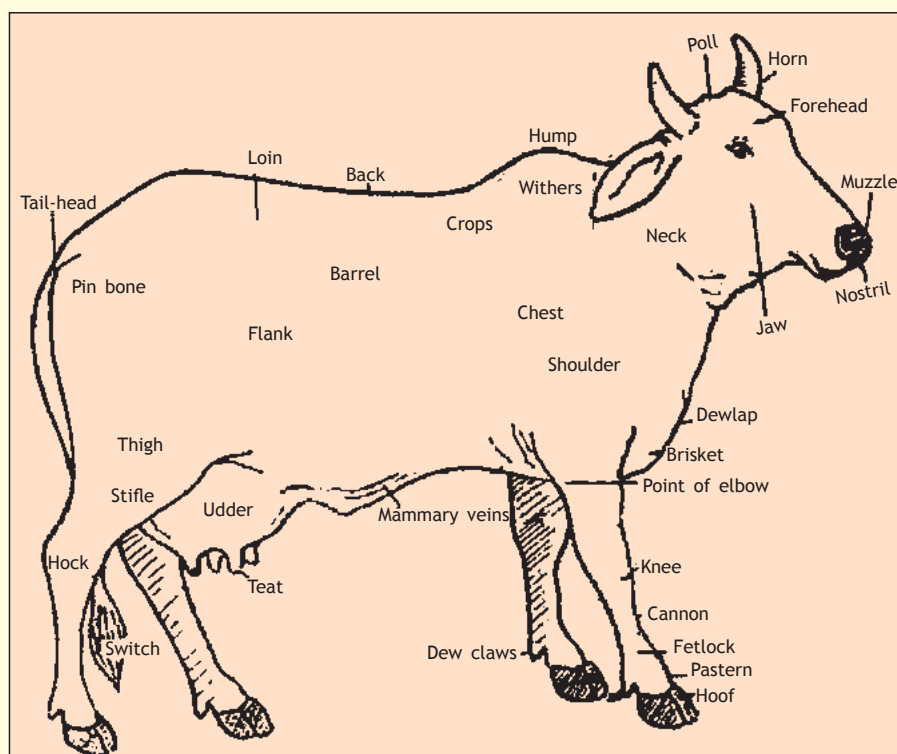 Poll
Horn
Forehead
Hump
Loin
Back
Withers
Muzzle
Tail-head
Crops
Neck
Barrel
Pin bone
Nostril
Chest
Jaw
Flank
Shoulder
Dewlap
Thigh
Brisket
Point of elbow
Stifle
Udder
Mammary veins
Hock
Knee
Teat
Cannon
Switch
Dew claws
Fetlock
Pastern
Hoof